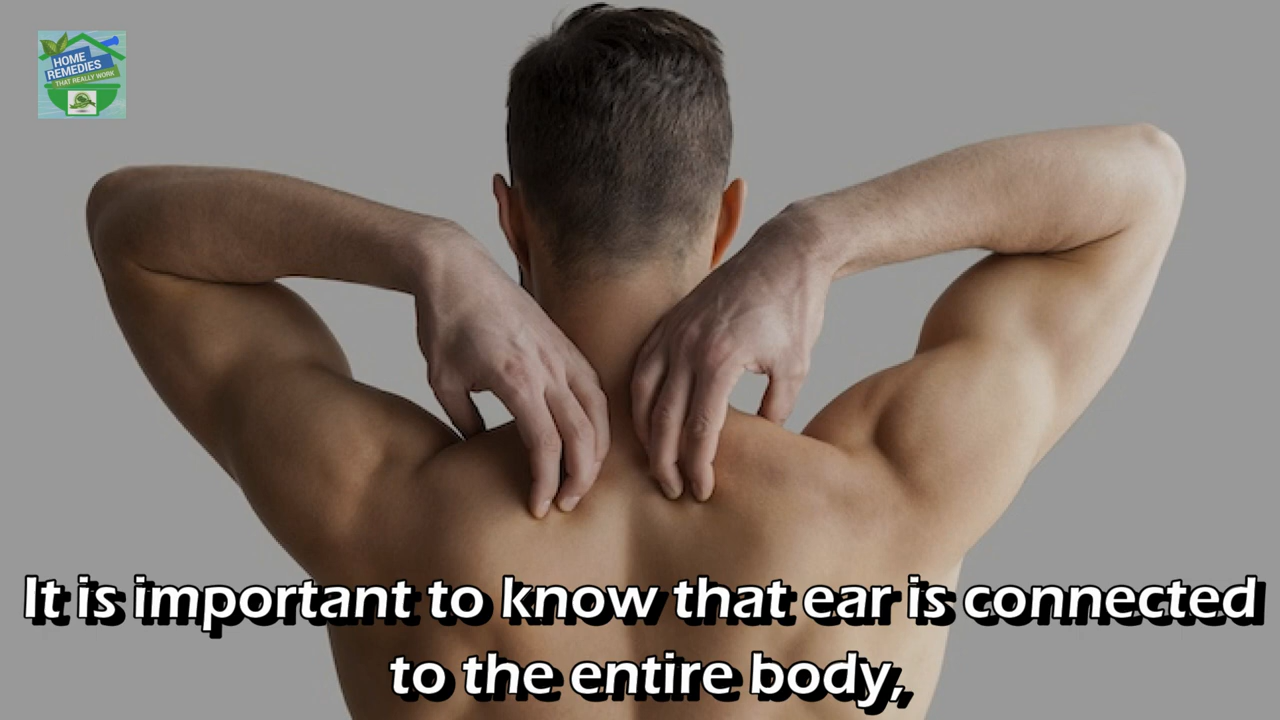 HOME
REMEDIES
THAT REALLY WORK
It is important to know that ear is connected
to the entire body,